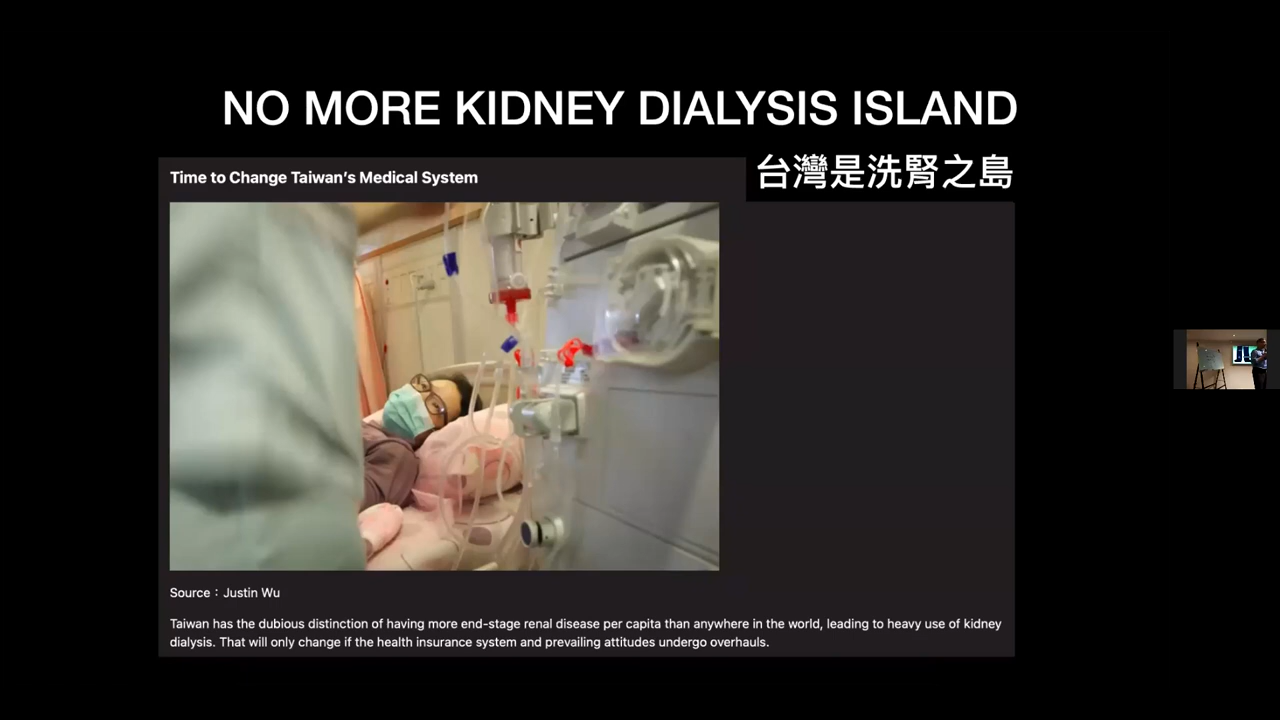 NO MORE KIDNEY DIALYSIS ISLAND
台灣是洗腎之島
Time to Change Taiwan's Medical System
Source：Justin Wu
Taiwan has the dubious distinction of having more end-stage renal disease per capita than anywhere in the world, leading to heavy use of kidney
dialysis. That will only change if the health insurance system and prevailing attitudes undergo overhauls.